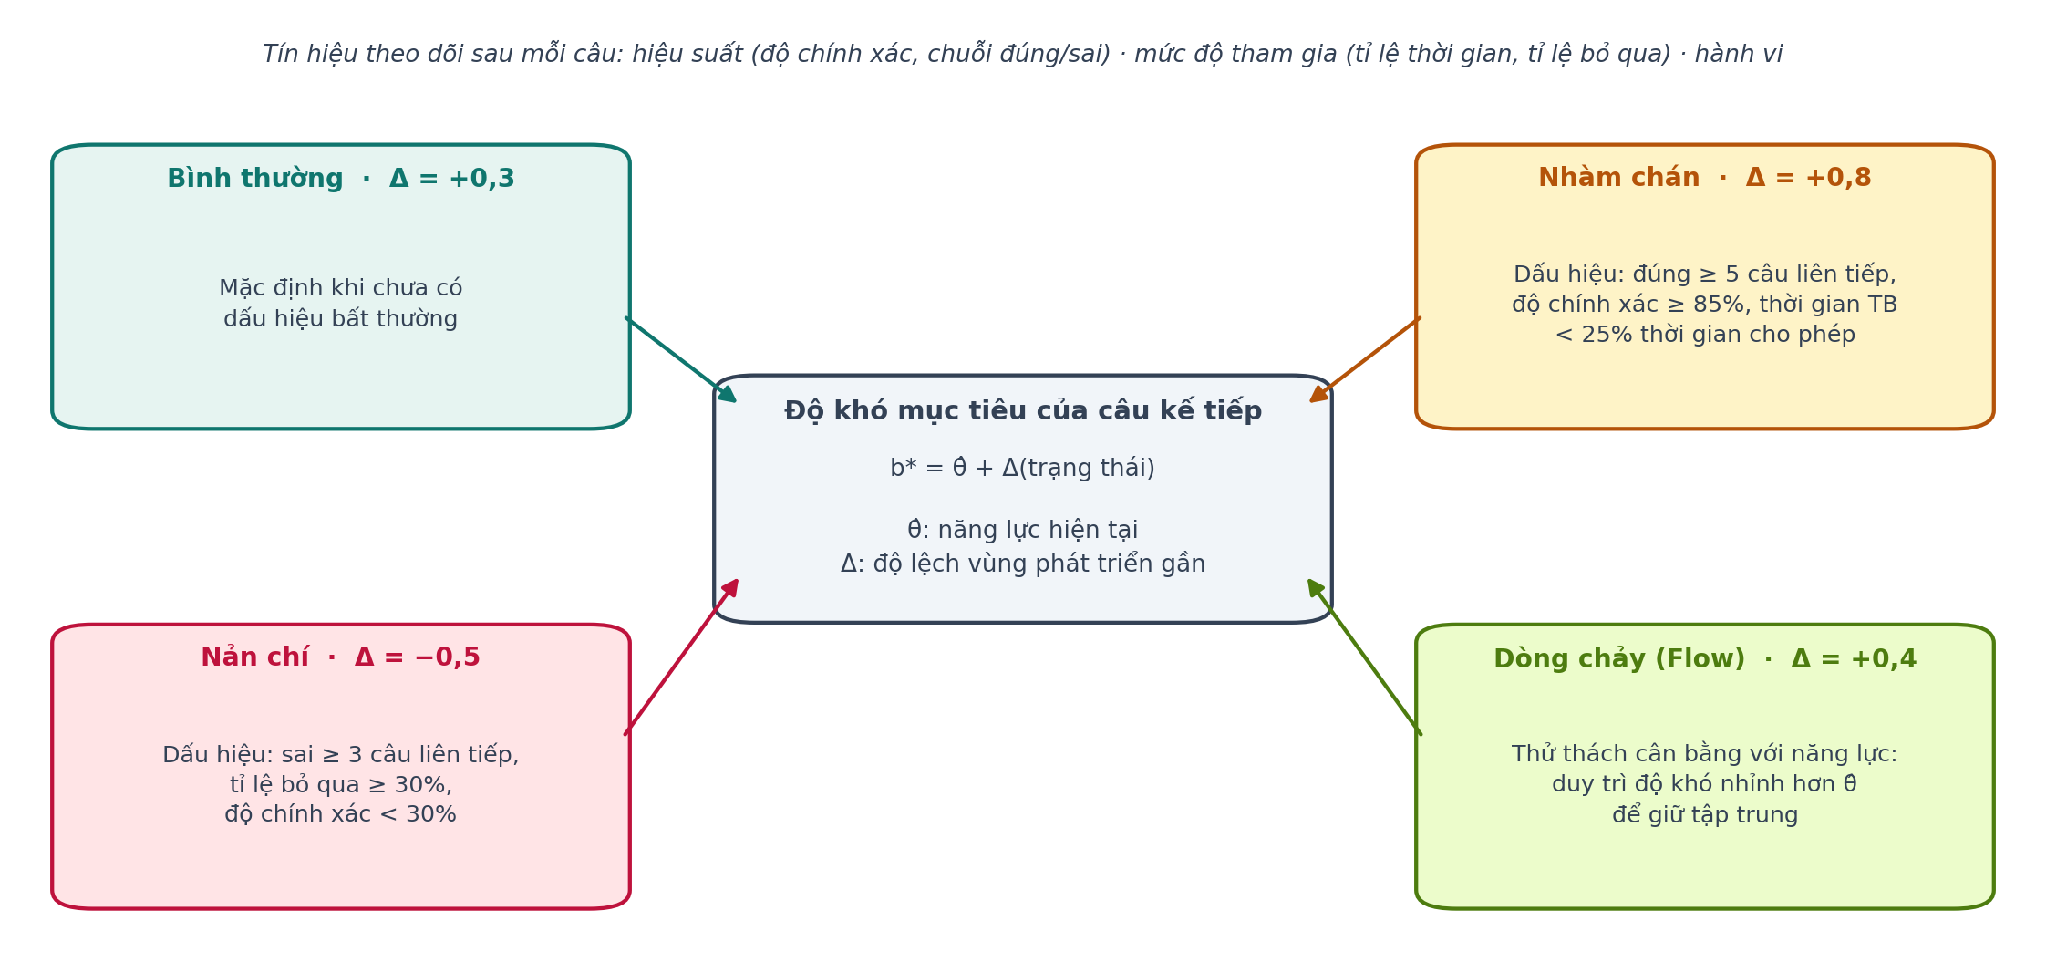 Tín hiệu theo dõi sau mỗi câu: hiệu suất (độ chính xác, chuỗi đúng/sai) · mức độ tham gia (tỉ lệ thời gian, tỉ lệ bỏ qua) · hành vi
Bình thường · Δ = +0,3
Mặc định khi chưa có
dấu hiệu bất thường
Nhàm chán · Δ = +0,8
Dấu hiệu: đúng ≥ 5 câu liên tiếp,
độ chính xác ≥ 85%, thời gian TB
< 25% thời gian cho phép
Độ khó mục tiêu của câu kế tiếp
b* = θ̂ + Δ(trạng thái)
θ̂: năng lực hiện tại
Δ: độ lệch vùng phát triển gần
Nản chí · Δ = −0,5
Dấu hiệu: sai ≥ 3 câu liên tiếp,
tỉ lệ bỏ qua ≥ 30%,
độ chính xác < 30%
Dòng chảy (Flow) · Δ = +0,4
Thử thách cân bằng với năng lực:
duy trì độ khó nhỉnh hơn θ̂
để giữ tập trung